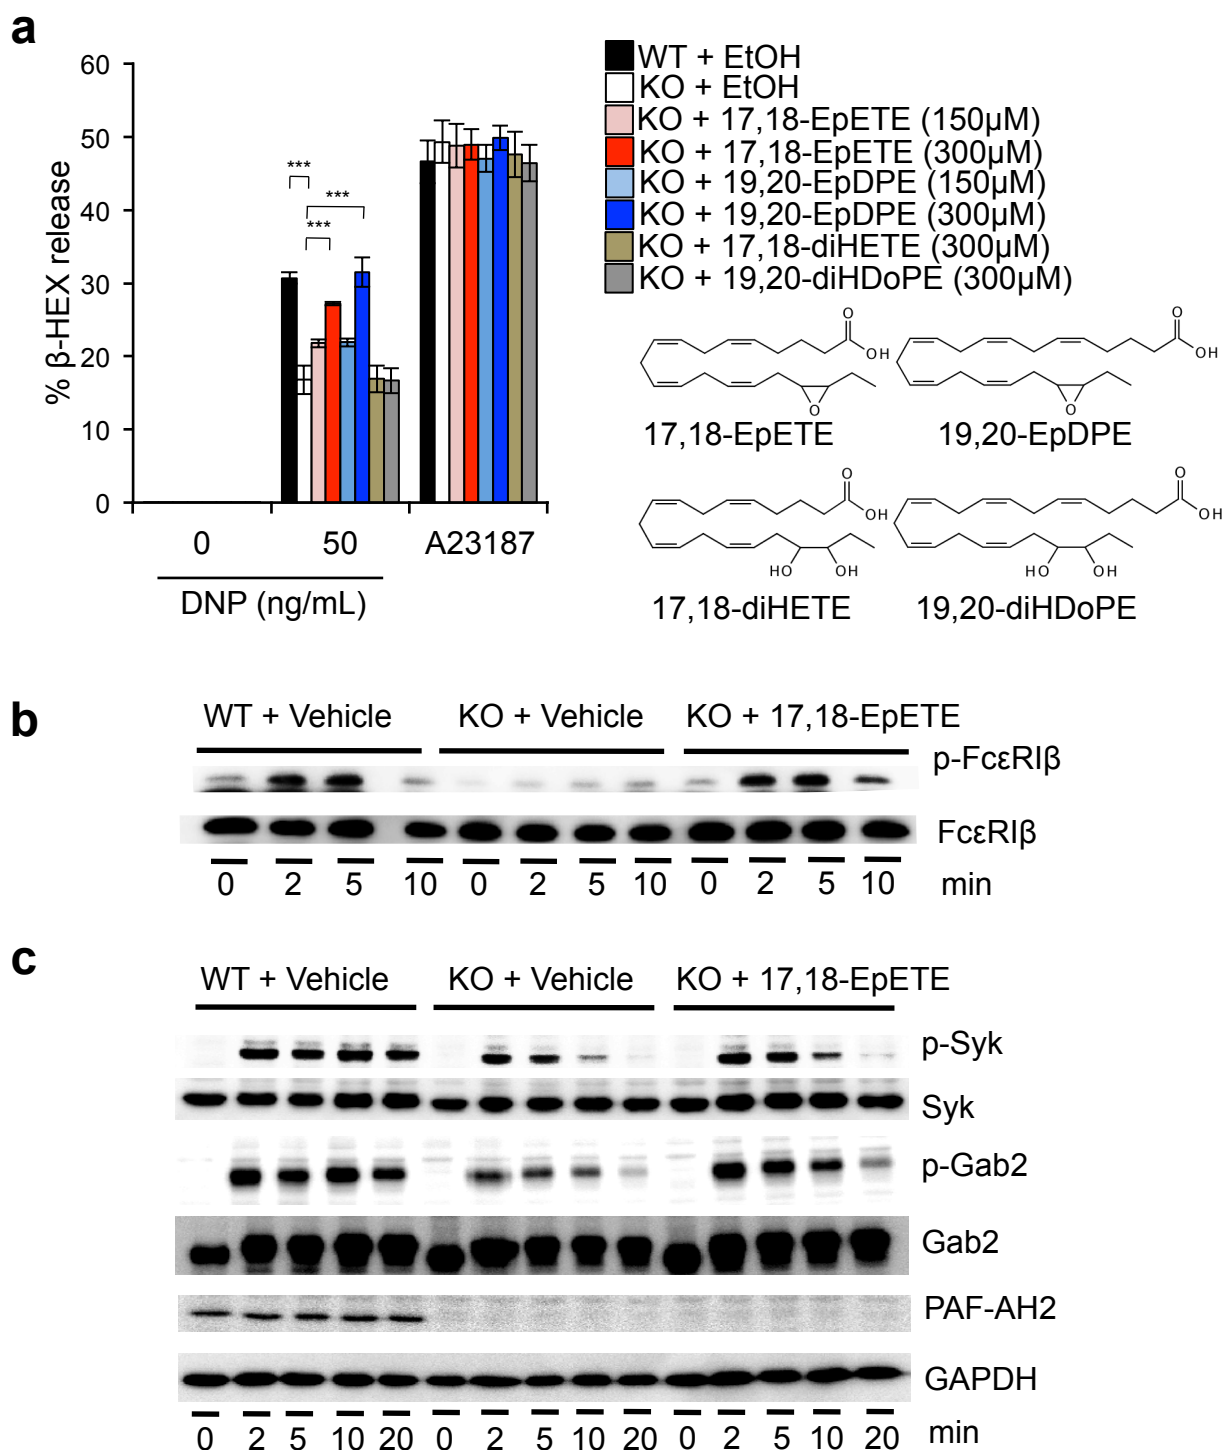 a
60
50
40
30
20
10
0
% β-HEX release
***
***
***
0
50
A23187
DNP (ng/mL)
WT + EtOH
KO + EtOH
KO + 17,18-EpETE (150μM)
KO + 17,18-EpETE (300μM)
KO + 19,20-EpDPE (150μM)
KO + 19,20-EpDPE (300μM)
KO + 17,18-diHETE (300μM)
KO + 19,20-diHDoPE (300μM)
O
OH
O
17,18-EpETE
O
OH
O
19,20-EpDPE
O
OH
HO OH
17,18-diHETE
O
OH
HO OH
19,20-diHDoPE
b
WT + Vehicle KO + Vehicle KO + 17,18-EpETE
p-FcεRIβ
FcεRIβ
0 2 5 10 0 2 5 10 0 2 5 10 min
c
WT + Vehicle KO + Vehicle KO + 17,18-EpETE
p-Syk
Syk
p-Gab2
Gab2
PAF-AH2
GAPDH
0 2 5 10 20 0 2 5 10 20 0 2 5 10 20 min